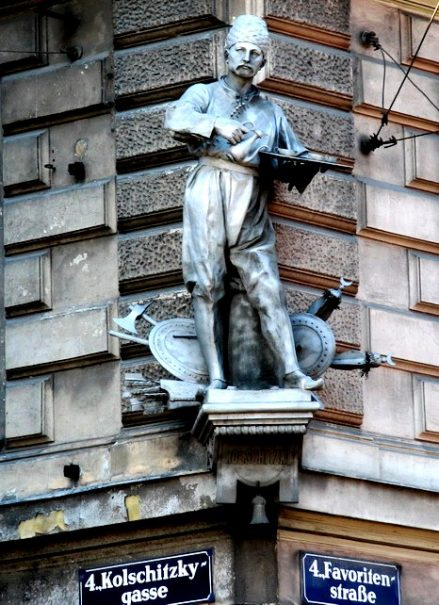 4.„Kolschitzky"
gasse
4.„Favoriten"
straße